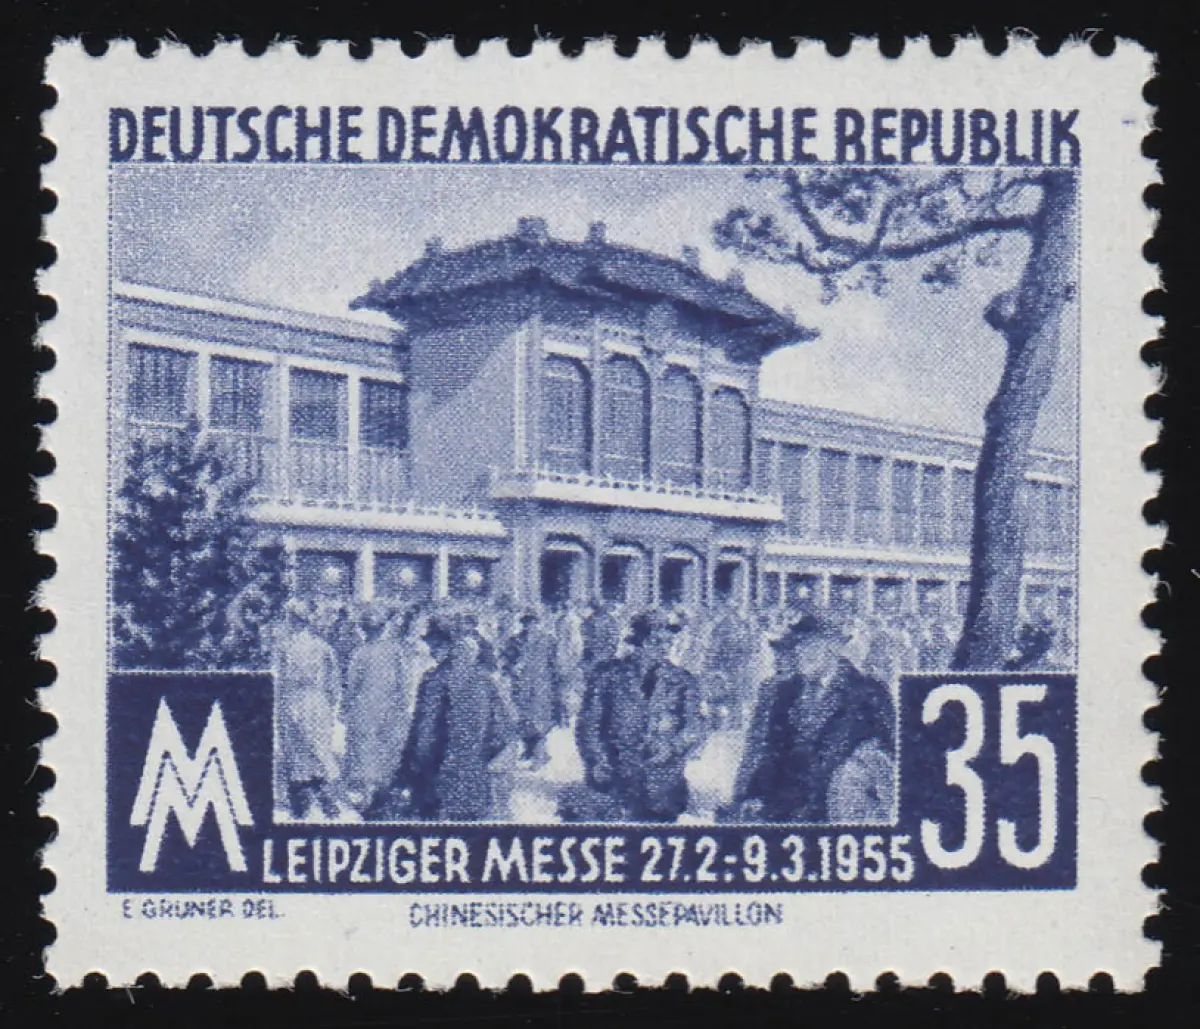 DEUTSCHE DEMOKRATISCHE REPUBLIK
MM
35
LEIPZIGER MESSE 27.2.-9.3.1955
E GRUNER DEL.
CHINESISCHER MESSEPAVILLON